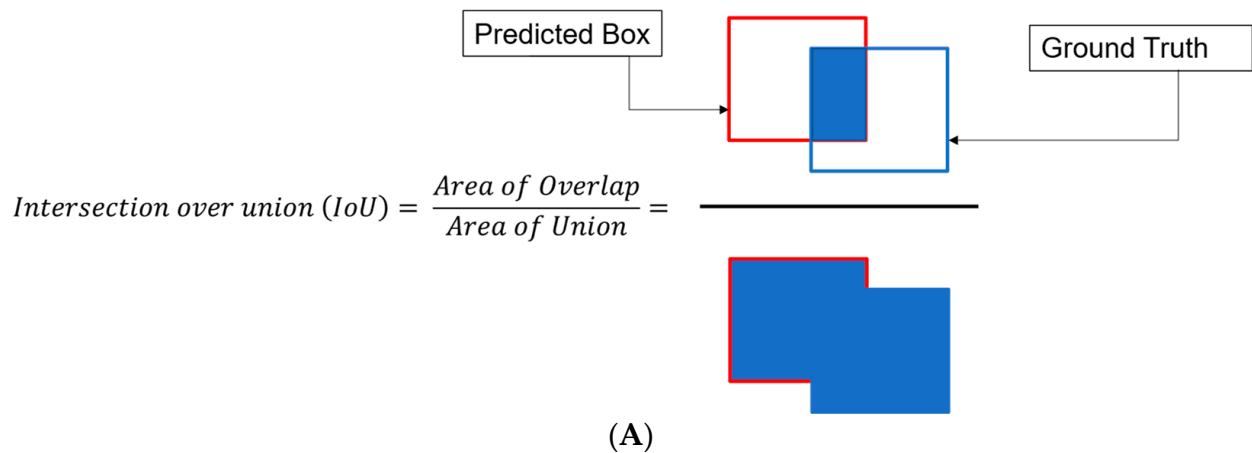 Predicted Box
Ground Truth
Intersection over union (IoU) = Area of Overlap / Area of Union =
(A)